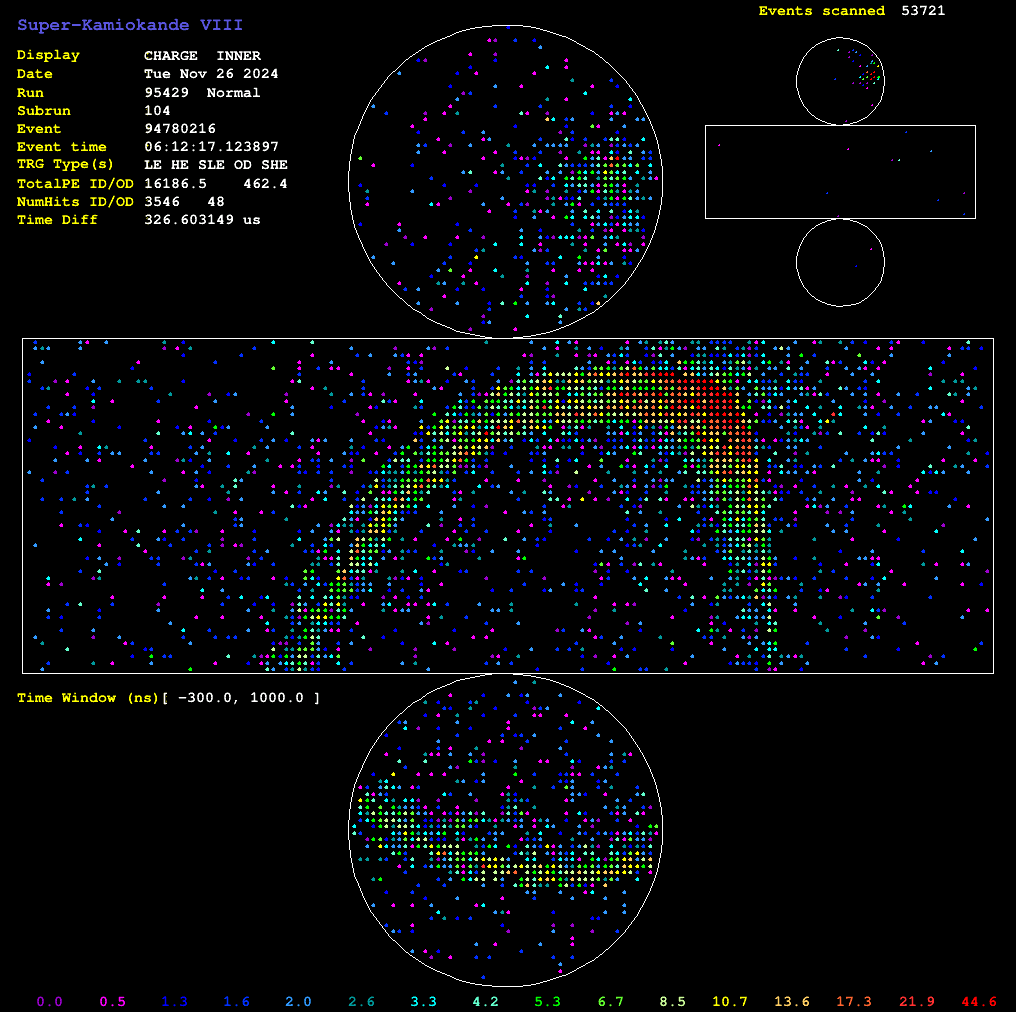 Super-Kamiokande VIII
Events scanned 53721
Display CHARGE INNER
Date Tue Nov 26 2024
Run 95429 Normal
Subrun 104
Event 94780216
Event time 06:12:17.123897
TRG Type(s) LE HE SLE OD SHE
TotalPE ID/OD 16186.5 462.4
NumHits ID/OD 3546 48
Time Diff 326.603149 us
Time Window (ns)[ -300.0, 1000.0 ]
0.0 0.5 1.3 1.6 2.0 2.6 3.3 4.2 5.3 6.7 8.5 10.7 13.6 17.3 21.9 44.6